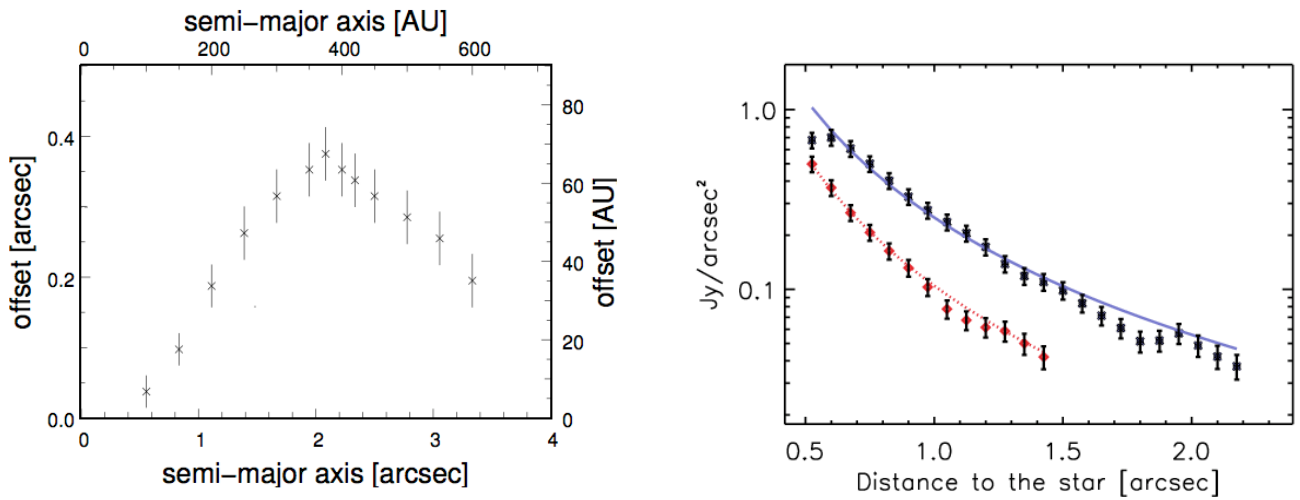 semi-major axis [AU]
0 200 400 600
offset [arcsec]
0.4
0.2
0.0
80
60
40
20
0
offset [AU]
0 1 2 3 4
semi-major axis [arcsec]
Jy/arcsec²
1.0
0.1
0.5 1.0 1.5 2.0
Distance to the star [arcsec]